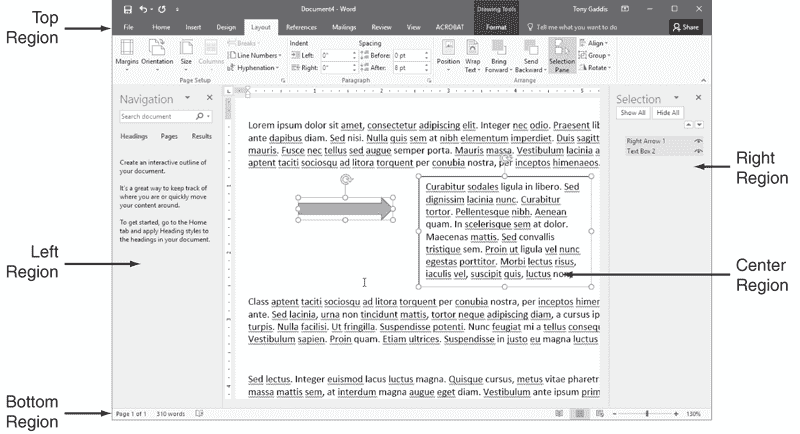 Document4 - Word
Drawing Tools
Tony Gaddis
Top
Region
File Home Insert Design Layout References Mailings Review View ACROBAT Format Tell me what you want to do Share
Margins Orientation Size Columns
Breaks
Line Numbers
Hyphenation
Page Setup
Indent Spacing
Left: 0" Before: 0 pt
Right: 0" After: 8 pt
Paragraph
Position Wrap Text Bring Forward Send Backward Selection Pane
Align
Group
Rotate
Arrange
Navigation
Search document
Headings Pages Results
Create an interactive outline of
your document.
It's a great way to keep track of
where you are or quickly move
your content around.
To get started, go to the Home
tab and apply Heading styles to
the headings in your document.
Left
Region
Lorem ipsum dolor sit amet, consectetur adipiscing elit. Integer nec odio. Praesent lib
ante dapibus diam. Sed nisi. Nulla quis sem at nibh elementum imperdiet. Duis sagitt
mauris. Fusce nec tellus sed augue semper porta. Mauris massa. Vestibulum lacinia a
aptent taciti sociosqu ad litora torquent per conubia nostra, per inceptos himenaeos.
Curabitur sodales ligula in libero. Sed
dignissim lacinia nunc. Curabitur
tortor. Pellentesque nibh. Aenean
quam. In scelerisque sem at dolor.
Maecenas mattis. Sed convallis
tristique sem. Proin ut ligula vel nunc
egestas porttitor. Morbi lectus risus,
iaculis vel, suscipit quis, luctus non
Class aptent taciti sociosqu ad litora torquent per conubia nostra, per inceptos himer
ante. Sed lacinia, urna non tincidunt mattis, tortor neque adipiscing diam, a cursus ip
turpis. Nulla facilisi. Ut fringilla. Suspendisse potenti. Nunc feugiat mi a tellus consequ
Vestibulum sapien. Proin quam. Etiam ultrices. Suspendisse in justo eu magna luctus
Sed lectus. Integer euismod lacus luctus magna. Quisque cursus, metus vitae pharetr
massa mattis sem, at interdum magna augue eget diam. Vestibulum ante ipsum prim
Selection
Show All Hide All
Right Arrow 1
Text Box 2
Right
Region
Center
Region
Bottom
Region
Page 1 of 1 310 words
130%